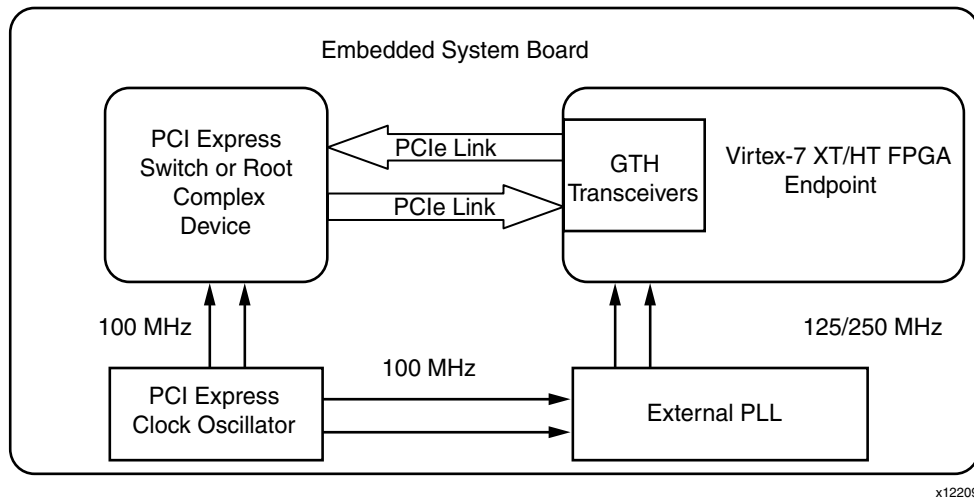 Embedded System Board
PCI Express
Switch or Root
Complex
Device
PCIe Link
PCIe Link
GTH
Transceivers
Virtex-7 XT/HT FPGA
Endpoint
100 MHz
125/250 MHz
PCI Express
Clock Oscillator
100 MHz
External PLL
x12209